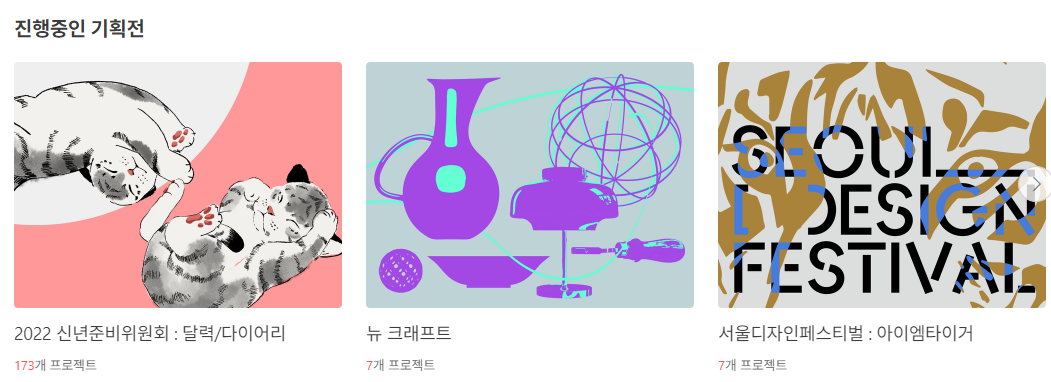 진행중인 기획전
SEOUL
DESIGN
FESTIVAL
2022 신년준비위원회 : 달력/다이어리
173개 프로젝트
뉴 크래프트
7개 프로젝트
서울디자인페스티벌 : 아이엠타이거
7개 프로젝트